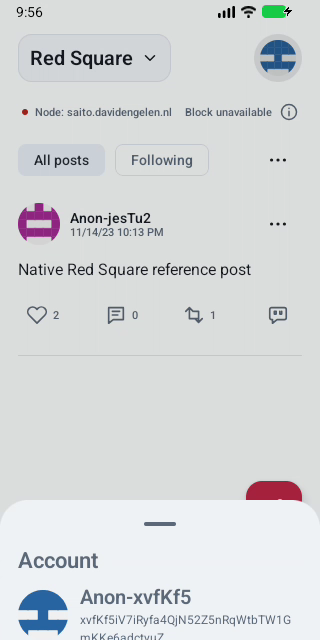 9:56
Red Square
Node: saito.davidengelen.nl Block unavailable
All posts Following
Anon-jesTu2
11/14/23 10:13 PM
Native Red Square reference post
2 0 1
Account
Anon-xvfKf5
xvfKf5iV7iRyfa4QjN52Z5nRqWtbTW1G
mKKe6adctyuZ